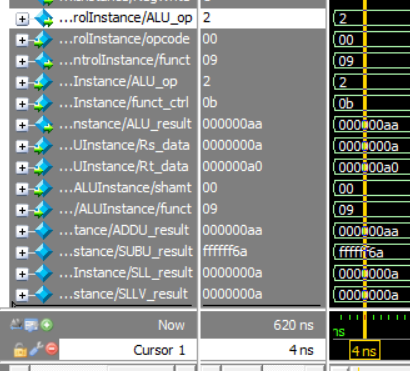 ...rolInstance/ALU_op 2 2
...rolInstance/opcode 00 00
...ntrolInstance/funct 09 09
...Instance/ALU_op 2 2
...Instance/funct_ctrl 0b 0b
...nstance/ALU_result 000000aa 000000aa
...UInstance/Rs_data 0000000a 0000000a
...UInstance/Rt_data 000000a0 000000a0
...ALUInstance/shamt 00 00
.../ALUInstance/funct 09 09
...tance/ADDU_result 000000aa 000000aa
...stance/SUBU_result ffffff6a ffffff6a
...Instance/SLL_result 0000000a 0000000a
...stance/SLLV_result 0000000a 0000000a
Now 620 ns ns
Cursor 1 4 ns 4 ns